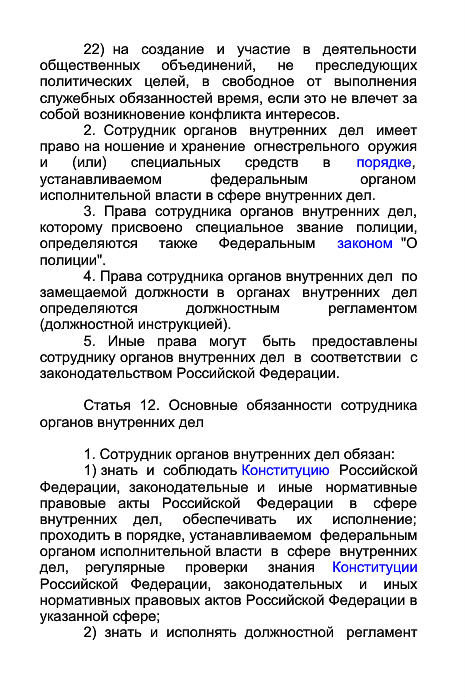 22) на создание и участие в деятельности
общественных объединений, не преследующих
политических целей, в свободное от выполнения
служебных обязанностей время, если это не влечет за
собой возникновение конфликта интересов.
2. Сотрудник органов внутренних дел имеет
право на ношение и хранение огнестрельного оружия
и (или) специальных средств в порядке,
устанавливаемом федеральным органом
исполнительной власти в сфере внутренних дел.
3. Права сотрудника органов внутренних дел,
которому присвоено специальное звание полиции,
определяются также Федеральным законом "О
полиции".
4. Права сотрудника органов внутренних дел по
замещаемой должности в органах внутренних дел
определяются должностным регламентом
(должностной инструкцией).
5. Иные права могут быть предоставлены
сотруднику органов внутренних дел в соответствии с
законодательством Российской Федерации.
Статья 12. Основные обязанности сотрудника
органов внутренних дел
1. Сотрудник органов внутренних дел обязан:
1) знать и соблюдать Конституцию Российской
Федерации, законодательные и иные нормативные
правовые акты Российской Федерации в сфере
внутренних дел, обеспечивать их исполнение;
проходить в порядке, устанавливаемом федеральным
органом исполнительной власти в сфере внутренних
дел, регулярные проверки знания Конституции
Российской Федерации, законодательных и иных
нормативных правовых актов Российской Федерации в
указанной сфере;
2) знать и исполнять должностной регламент